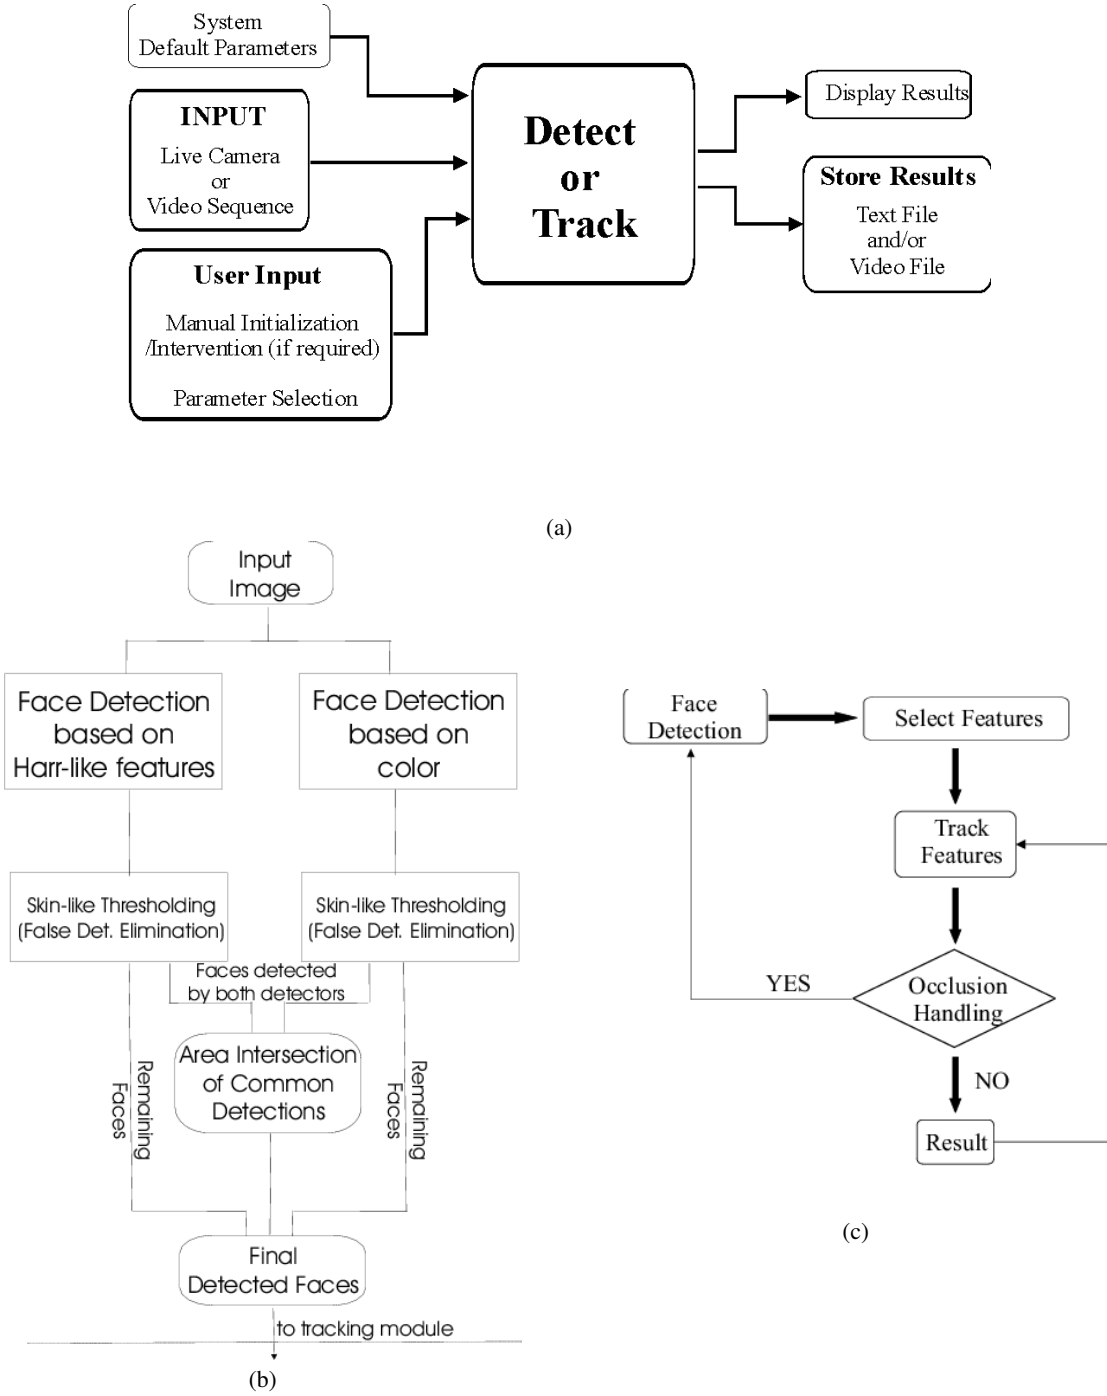 System
Default Parameters
INPUT
Live Camera
or
Video Sequence
User Input
Manual Initialization
/Intervention (if required)
Parameter Selection
Detect
or
Track
Display Results
Store Results
Text File
and/or
Video File
(a)
Input
Image
Face Detection
based on
Harr-like features
Face Detection
based on
color
Skin-like Thresholding
(False Det. Elimination)
Skin-like Thresholding
(False Det. Elimination)
Faces detected
by both detectors
Remaining
Faces
Area Intersection
of Common
Detections
Remaining
Faces
Final
Detected Faces
to tracking module
(b)
Face
Detection
Select Features
Track
Features
Occlusion
Handling
YES
NO
Result
(c)